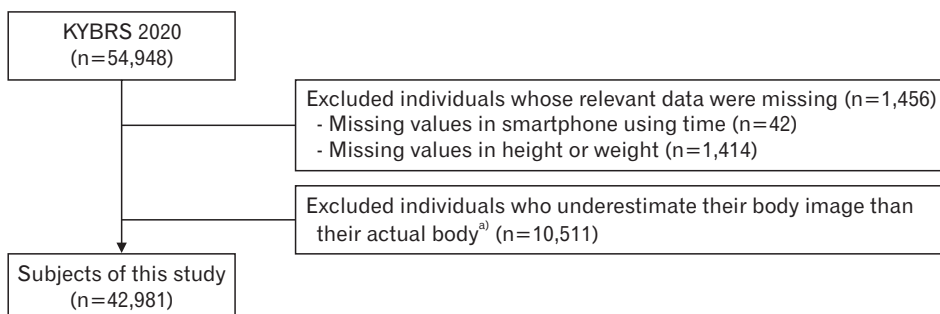 KYBRS 2020
(n=54,948)
Excluded individuals whose relevant data were missing (n=1,456)
- Missing values in smartphone using time (n=42)
- Missing values in height or weight (n=1,414)
Excluded individuals who underestimate their body image than
their actual body a) (n=10,511)
Subjects of this study
(n=42,981)